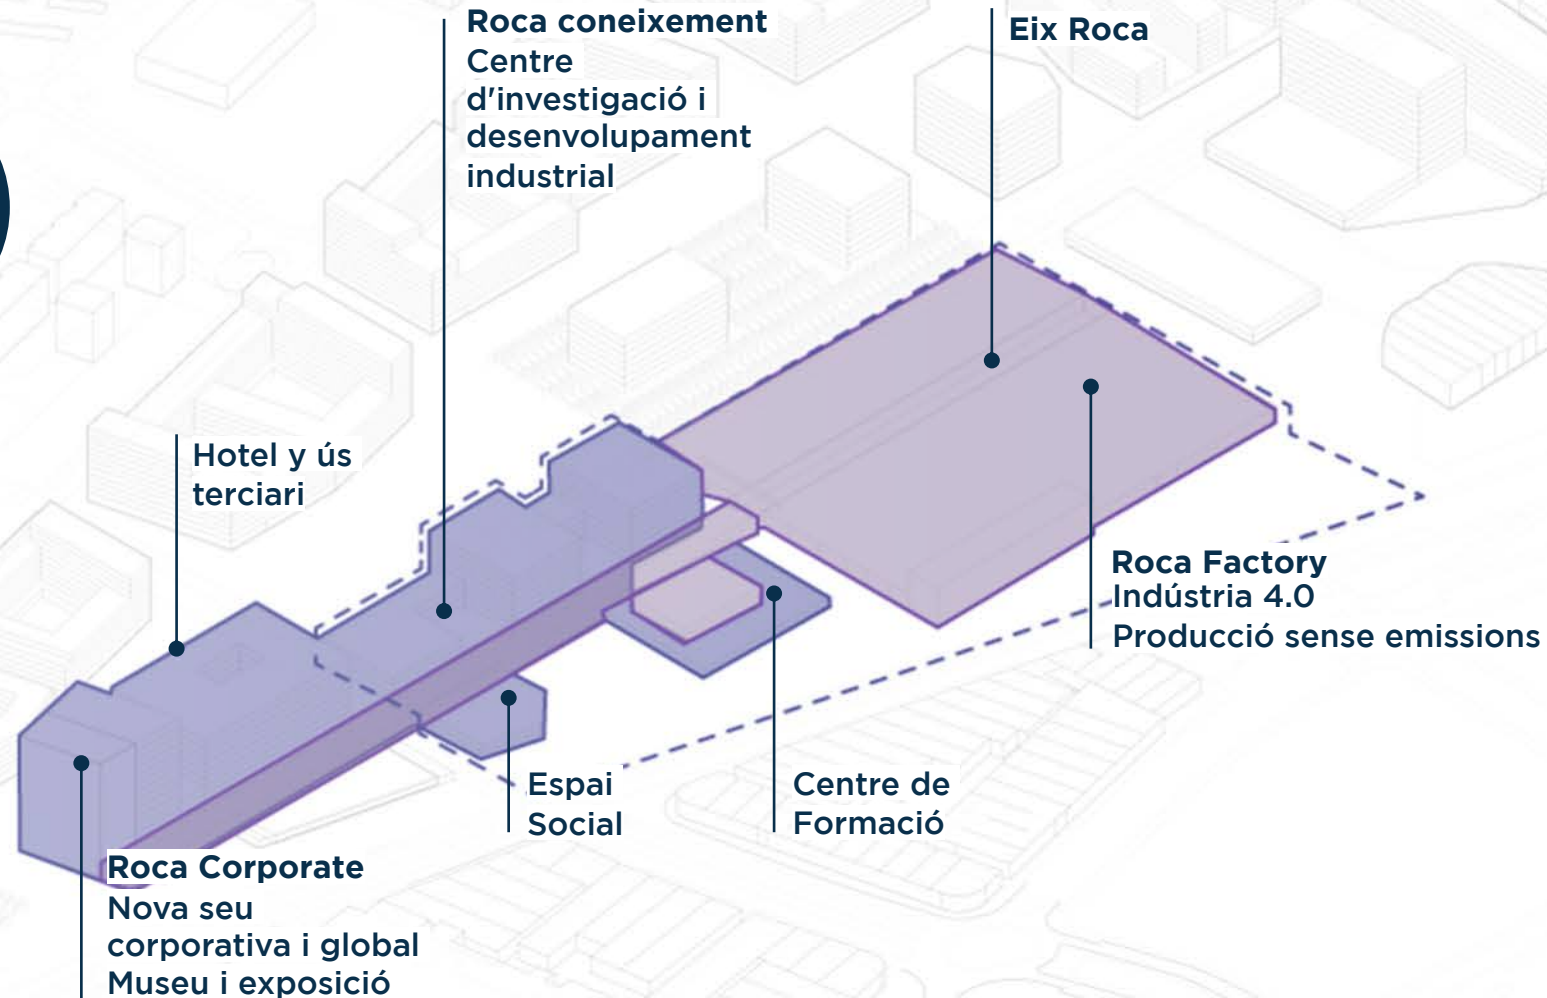 Roca coneixement
Centre
d'investigació i
desenvolupament
industrial
Eix Roca
Hotel y ús
terciari
Roca Factory
Indústria 4.0
Producció sense emissions
Espai
Social
Centre de
Formació
Roca Corporate
Nova seu
corporativa i global
Museu i exposició